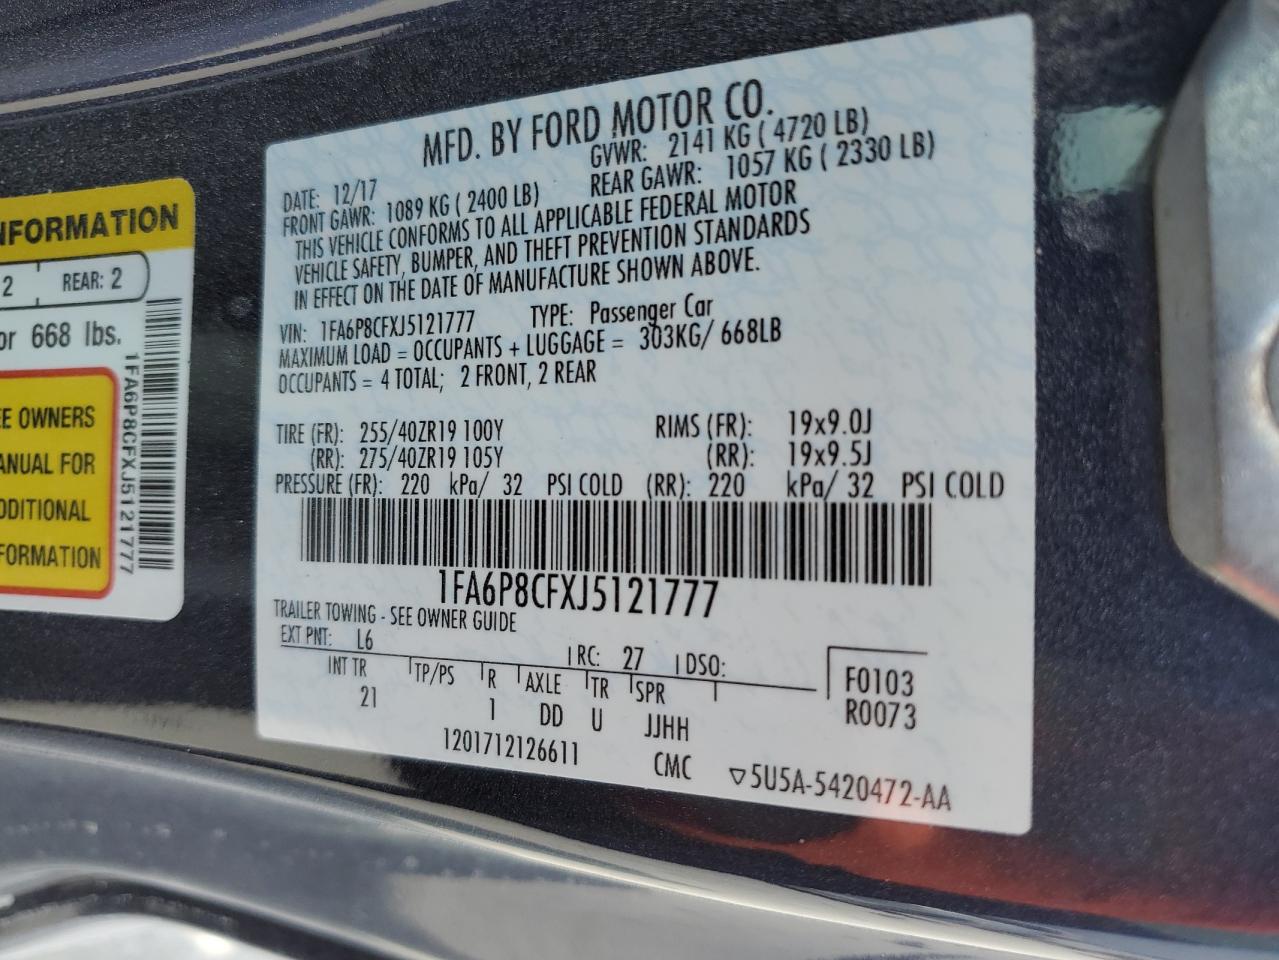 NFORMATION
2 REAR: 2
or 668 lbs.
EE OWNERS
ANUAL FOR
DDITIONAL
FORMATION
1FA6P8CFXJ5121777
MFD. BY FORD MOTOR CO.
DATE: 12/17 GVWR: 2141 KG ( 4720 LB)
FRONT GAWR: 1089 KG ( 2400 LB) REAR GAWR: 1057 KG ( 2330 LB)
THIS VEHICLE CONFORMS TO ALL APPLICABLE FEDERAL MOTOR
VEHICLE SAFETY, BUMPER, AND THEFT PREVENTION STANDARDS
IN EFFECT ON THE DATE OF MANUFACTURE SHOWN ABOVE.
VIN: 1FA6P8CFXJ5121777 TYPE: Passenger Car
MAXIMUM LOAD = OCCUPANTS + LUGGAGE = 303KG/ 668LB
OCCUPANTS = 4 TOTAL; 2 FRONT, 2 REAR
TIRE (FR): 255/40ZR19 100Y RIMS (FR): 19x9.0J
(RR): 275/40ZR19 105Y (RR): 19x9.5J
PRESSURE (FR): 220 kPa/ 32 PSI COLD (RR): 220 kPa/ 32 PSI COLD
1FA6P8CFXJ5121777
TRAILER TOWING - SEE OWNER GUIDE
EXT PNT: L6 RC: 27 DSO:
INT TR TP/PS R AXLE TR SPR F0103
21 1 DD U JJHH R0073
1201712126611 CMC ▽5U5A-5420472-AA